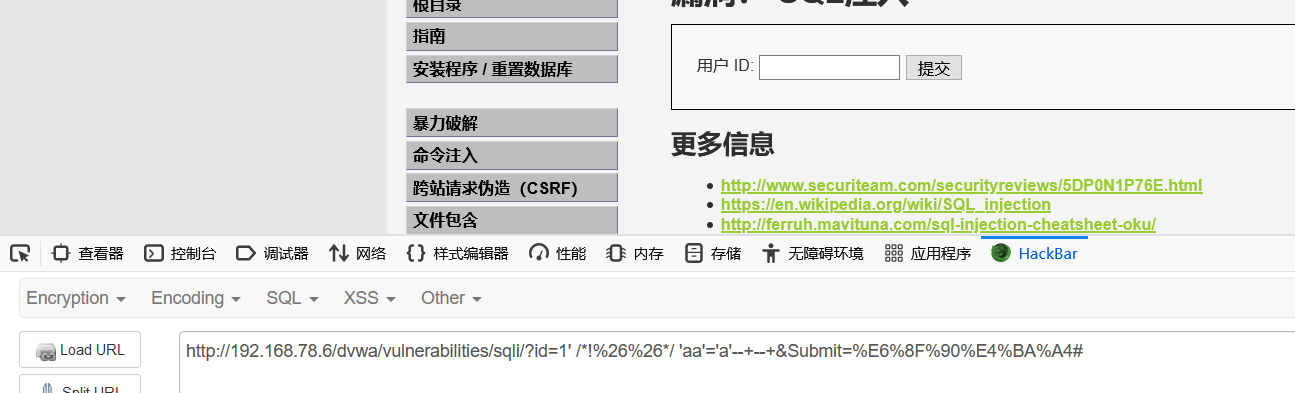 根目录
指南
安装程序 / 重置数据库
暴力破解
命令注入
跨站请求伪造（CSRF）
文件包含
漏洞：SQL注入
用户 ID:
提交
更多信息
http://www.securiteam.com/securityreviews/5DP0N1P76E.html
https://en.wikipedia.org/wiki/SQL_injection
http://ferruh.mavituna.com/sql-injection-cheatsheet-oku/
查看器 控制台 调试器 网络 样式编辑器 性能 内存 存储 无障碍环境 应用程序 HackBar
Encryption Encoding SQL XSS Other
Load URL
http://192.168.78.6/dvwa/vulnerabilities/sqli/?id=1' /*!%26%26*/ 'aa'='a'--+--+&Submit=%E6%8F%90%E4%BA%A4#
Split URL